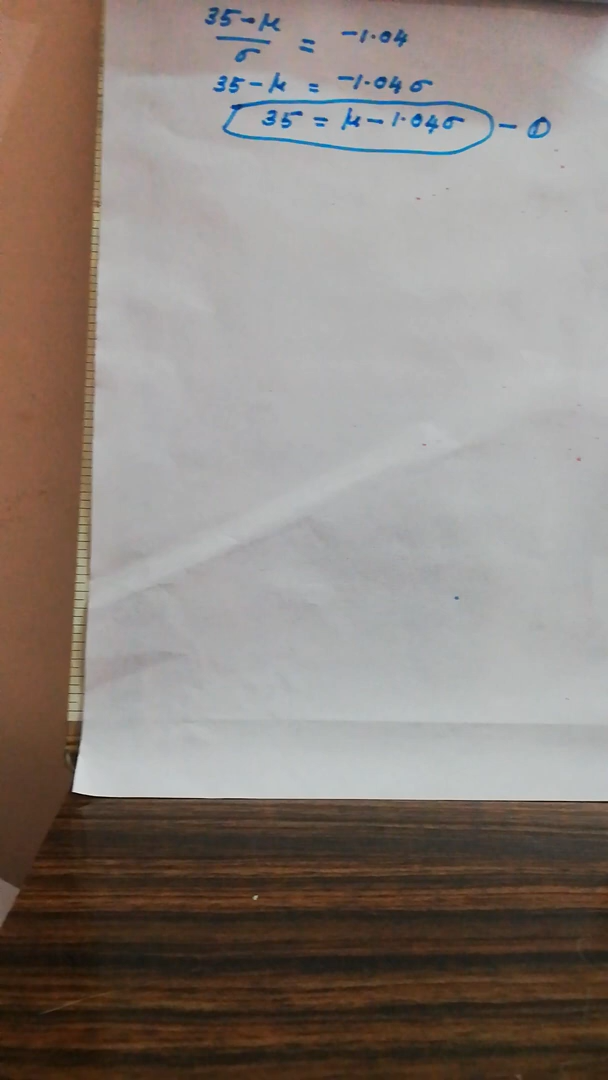 35-μ/σ = -1.04
35-μ = -1.04σ
35 = μ-1.04σ - ①